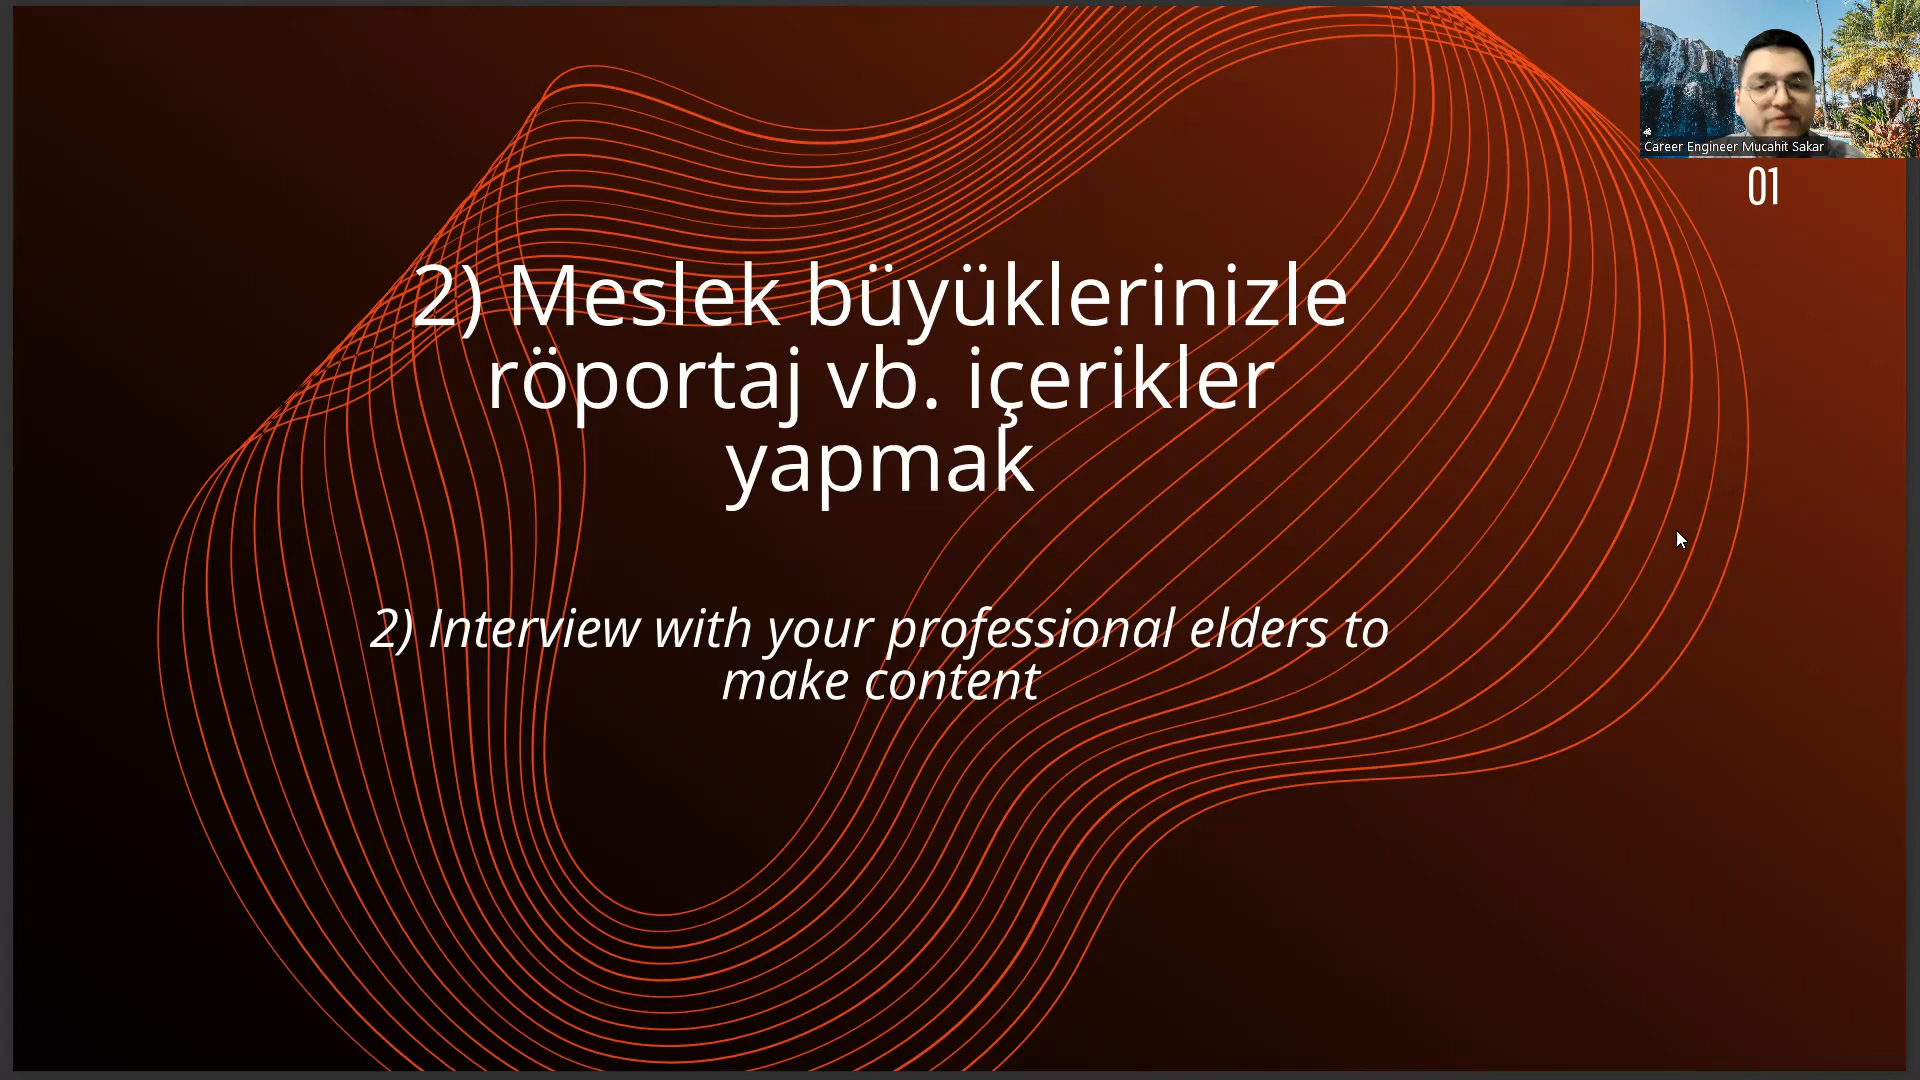 Career Engineer Mucahit Sakar
01
2) Meslek büyüklerinizle
röportaj vb. içerikler
yapmak
2) Interview with your professional elders to
make content